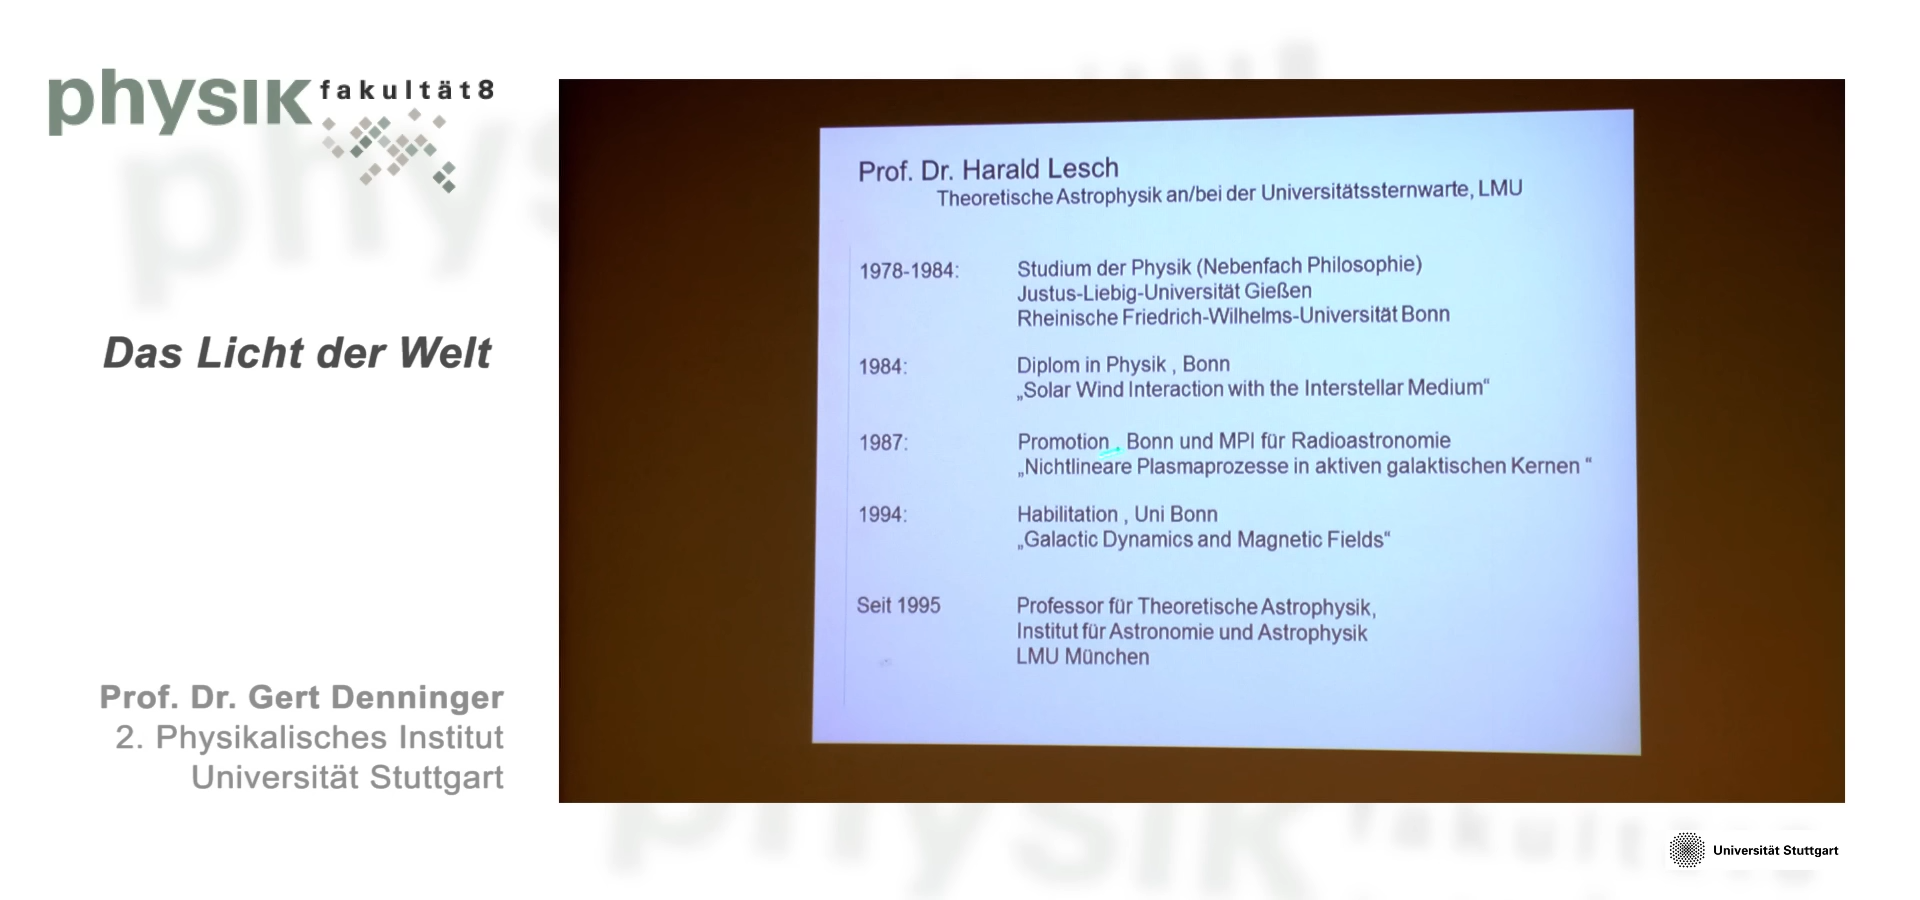 physik fakultät8
Das Licht der Welt
Prof. Dr. Gert Denninger
2. Physikalisches Institut
Universität Stuttgart
Prof. Dr. Harald Lesch
Theoretische Astrophysik an/bei der Universitätssternwarte, LMU
1978-1984: Studium der Physik (Nebenfach Philosophie)
Justus-Liebig-Universität Gießen
Rheinische Friedrich-Wilhelms-Universität Bonn
1984: Diplom in Physik , Bonn
„Solar Wind Interaction with the Interstellar Medium“
1987: Promotion , Bonn und MPI für Radioastronomie
„Nichtlineare Plasmaprozesse in aktiven galaktischen Kernen “
1994: Habilitation , Uni Bonn
„Galactic Dynamics and Magnetic Fields“
Seit 1995 Professor für Theoretische Astrophysik,
Institut für Astronomie und Astrophysik
LMU München
Universität Stuttgart